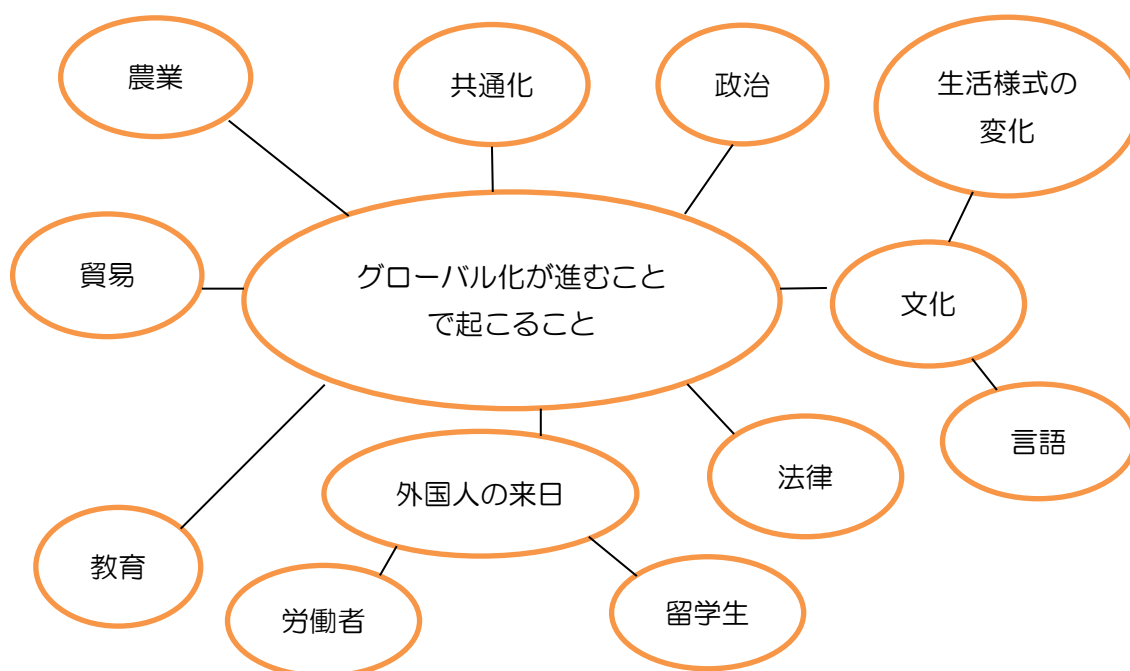 農業
共通化
政治
生活様式の
変化
貿易
グローバル化が進むこと
で起こること
文化
言語
法律
外国人の来日
教育
労働者
留学生